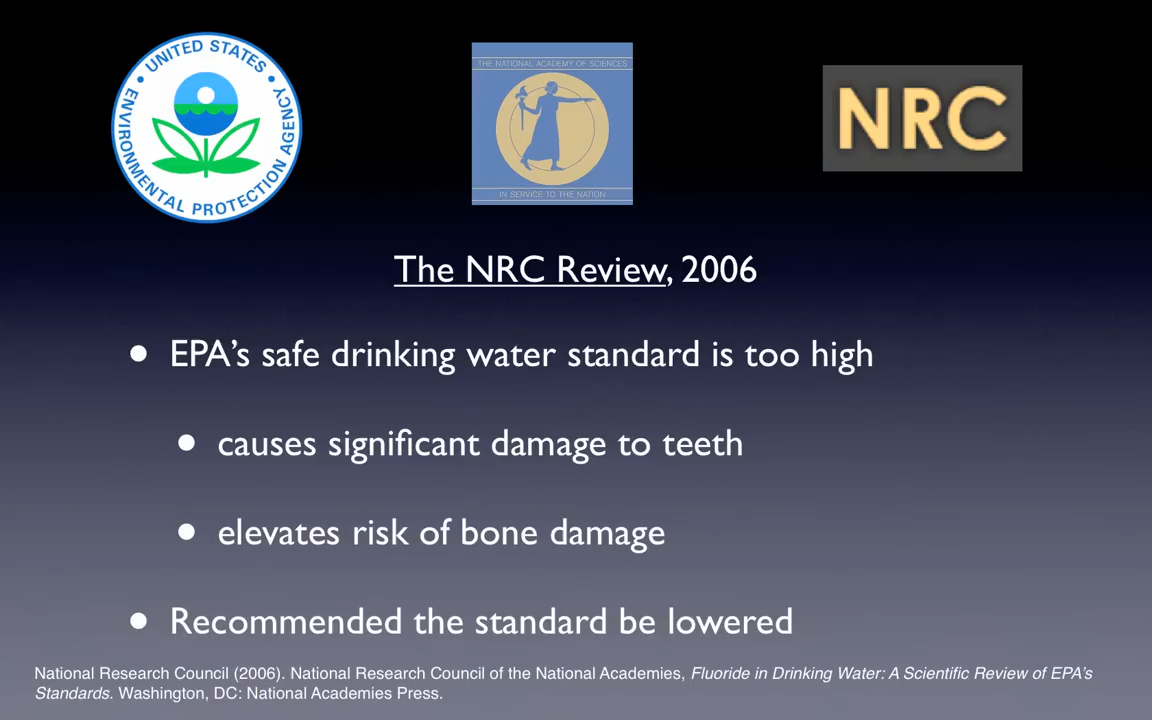 UNITED STATES
ENVIRONMENTAL PROTECTION AGENCY
THE NATIONAL ACADEMY OF SCIENCES
IN SERVICE TO THE NATION
NRC
The NRC Review, 2006
• EPA’s safe drinking water standard is too high
• causes significant damage to teeth
• elevates risk of bone damage
• Recommended the standard be lowered
National Research Council (2006). National Research Council of the National Academies, Fluoride in Drinking Water: A Scientific Review of EPA’s
Standards. Washington, DC: National Academies Press.